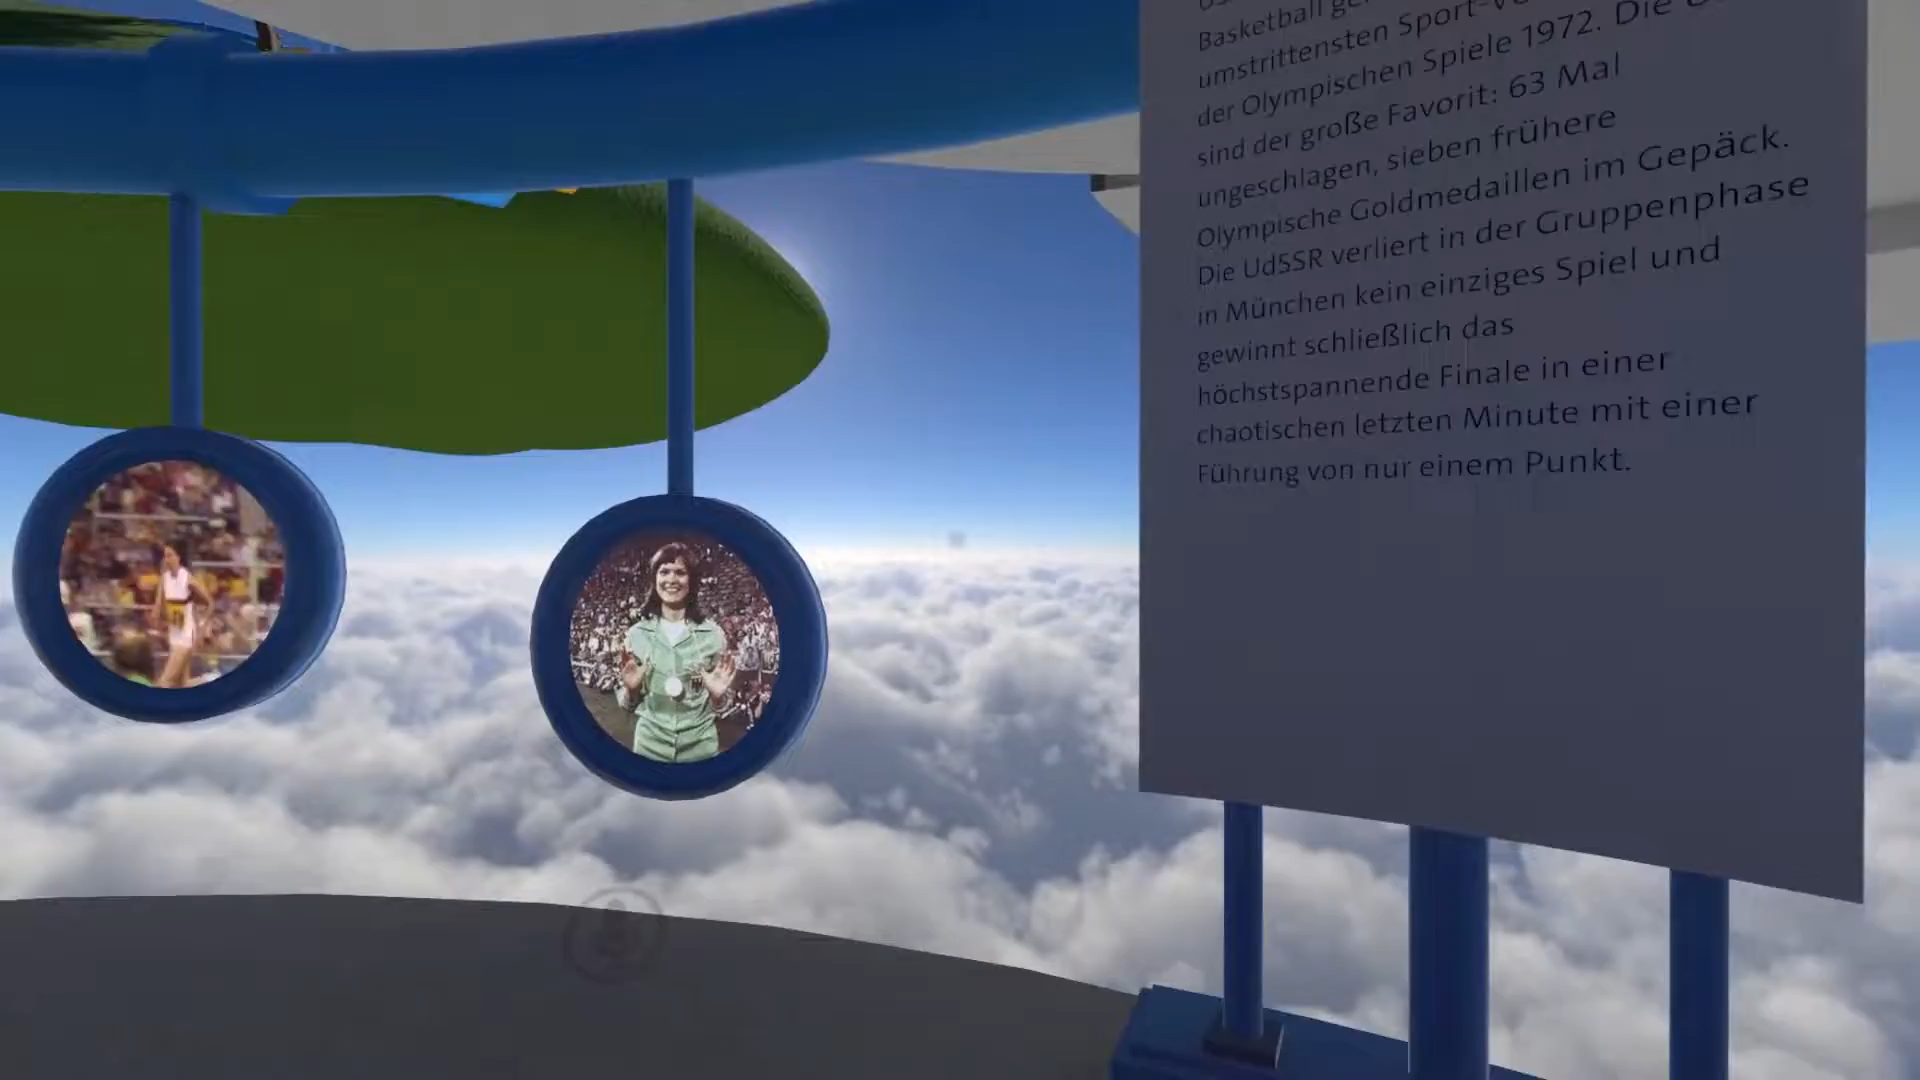 Basketball
umstrittensten
der Olympischen Spiele 1972. Die
sind der große Favorit: 63 Mal
ungeschlagen, sieben frühere
Olympische Goldmedaillen im Gepäck.
Die UdSSR verliert in der Gruppenphase
in München kein einziges Spiel und
gewinnt schließlich das
höchstspannende Finale in einer
chaotischen letzten Minute mit einer
Führung von nur einem Punkt.